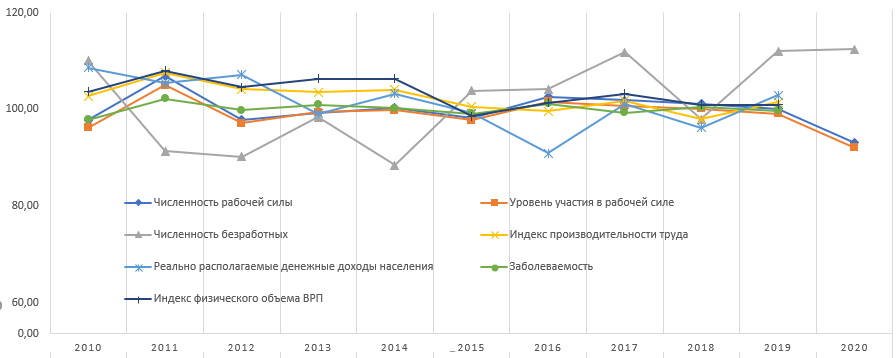 120,00
100,00
80,00
60,00
0,00
Численность рабочей силы
Уровень участия в рабочей силе
Численность безработных
Индекс производительности труда
Реально располагаемые денежные доходы населения
Заболеваемость
Индекс физического объема ВРП
2010 2011 2012 2013 2014 _2015 2016 2017 2018 2019 2020